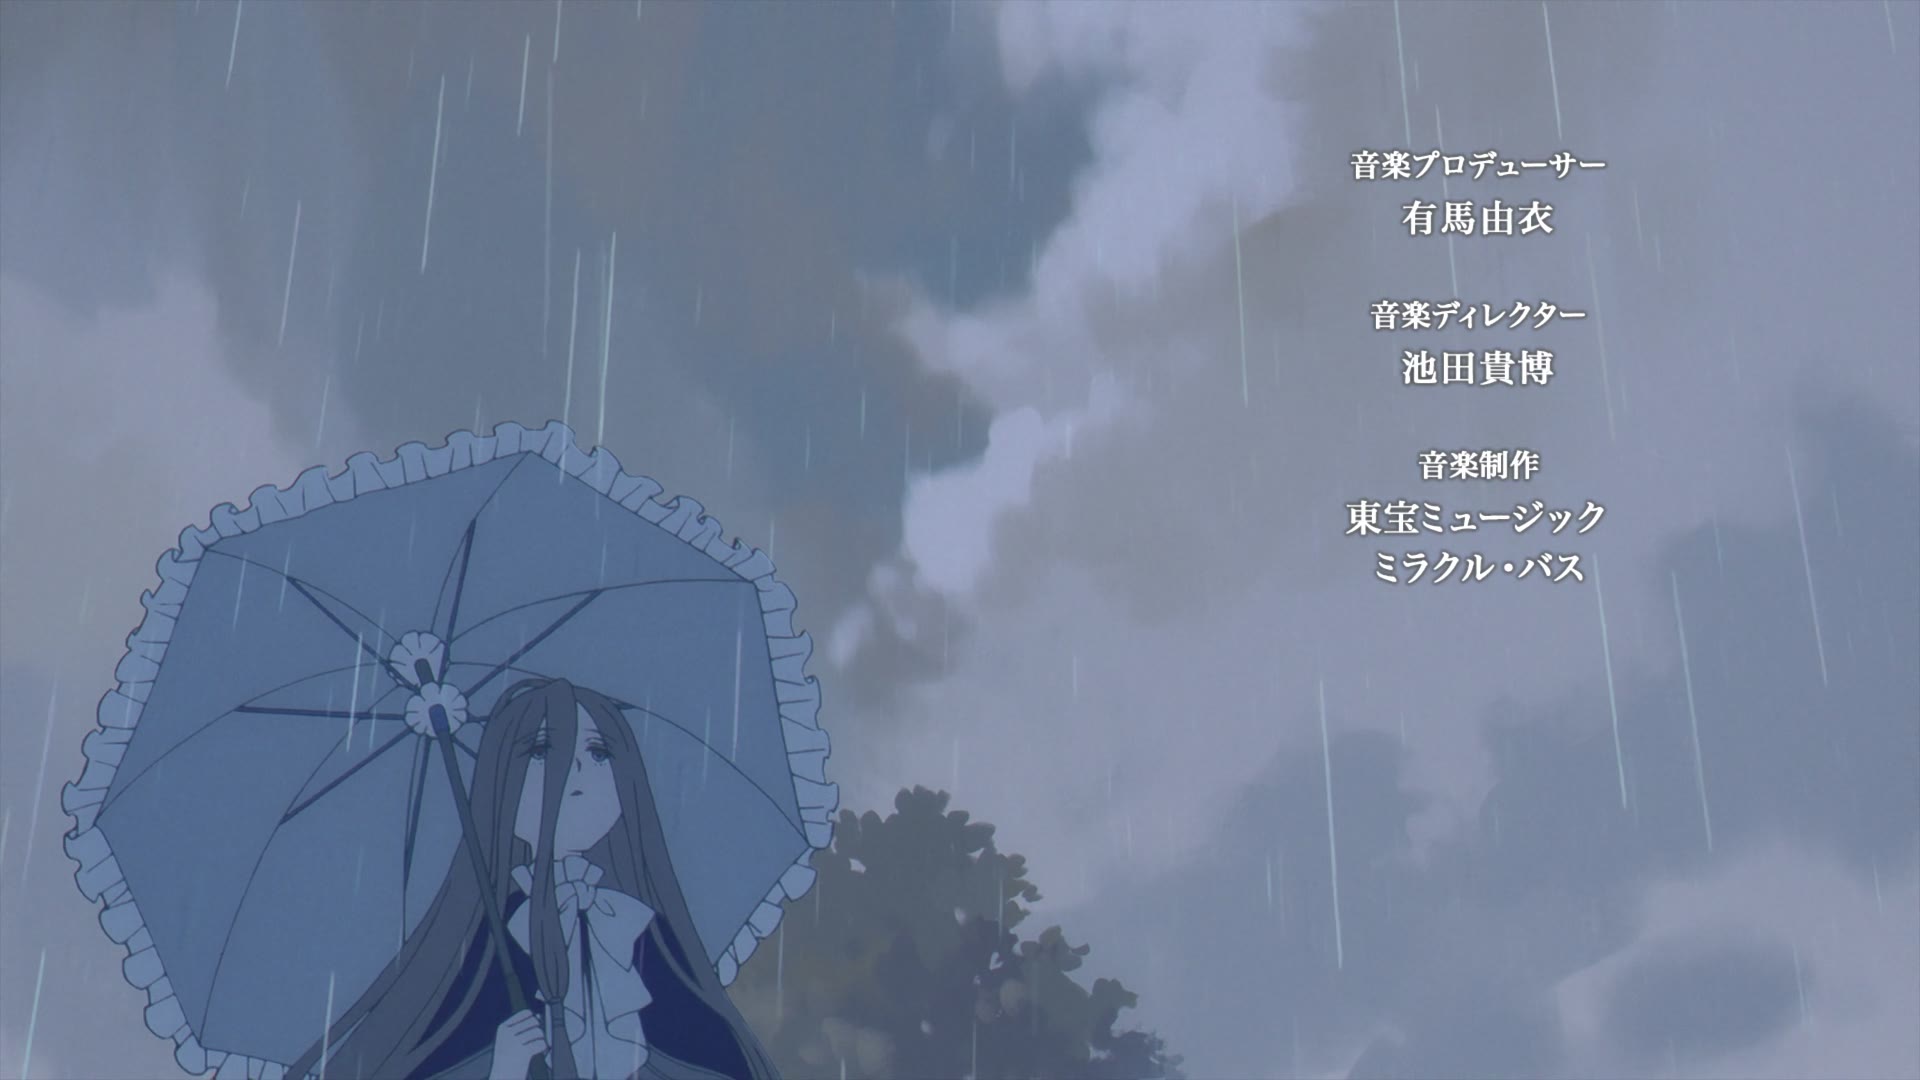 音楽プロデューサー
有馬由衣
音楽ディレクター
池田貴博
音楽制作
東宝ミュージック
ミラクル・バス